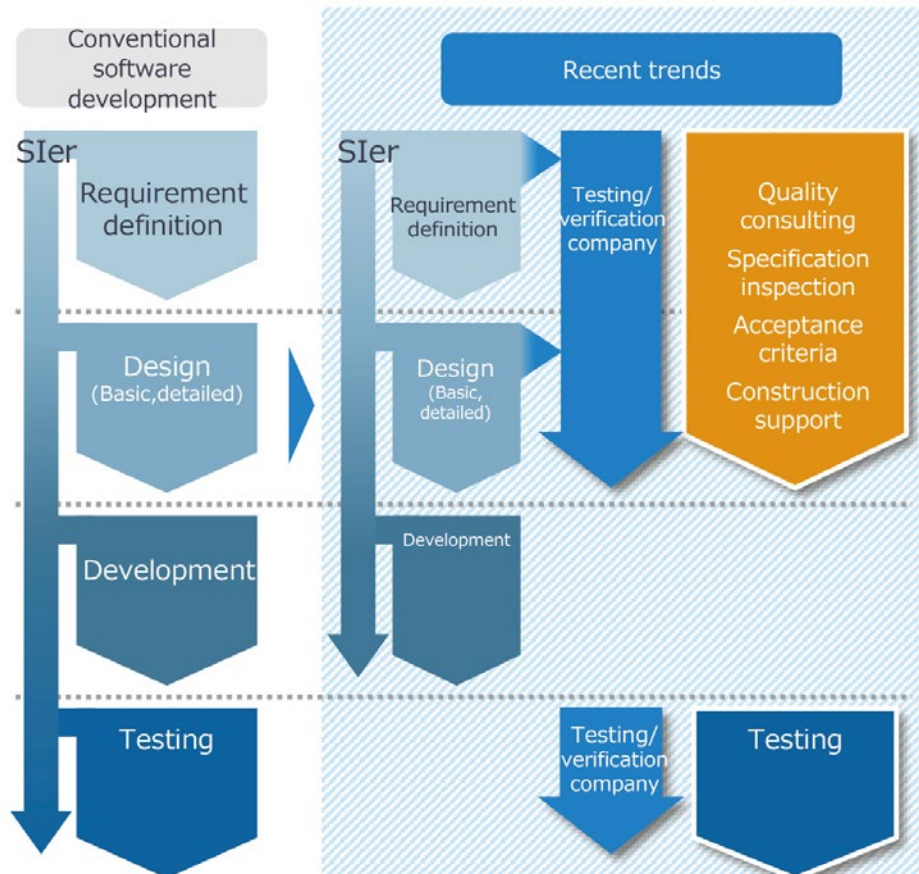 Conventional
software
development
SIer
Requirement
definition
Design
(Basic,detailed)
Development
Testing
Recent trends
SIer
Requirement
definition
Design
(Basic,
detailed)
Development
Testing/
verification
company
Quality
consulting
Specification
inspection
Acceptance
criteria
Construction
support
Testing/
verification
company
Testing